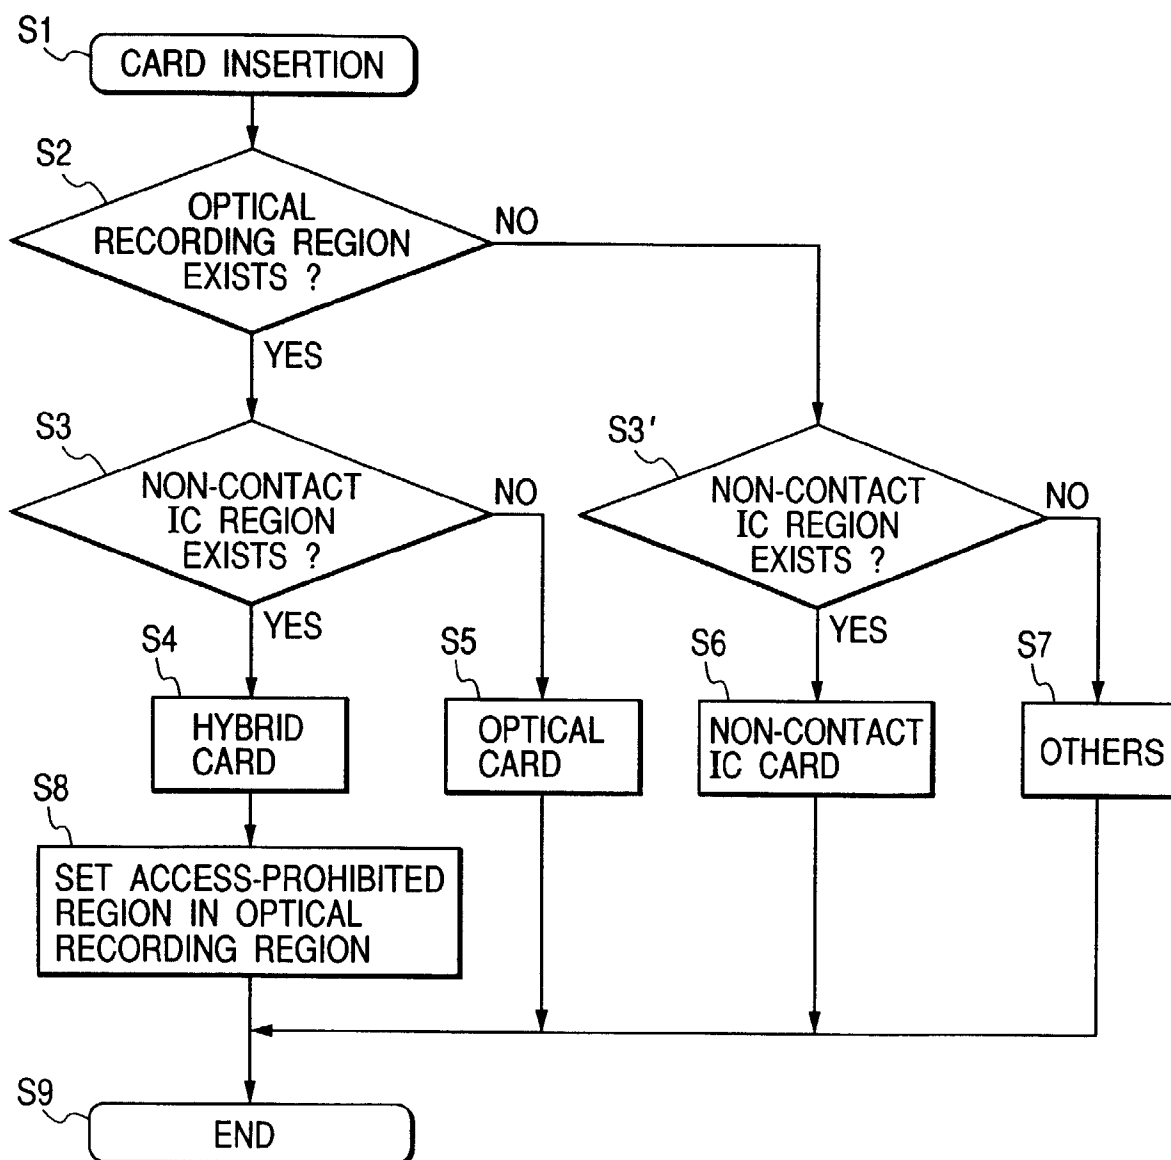 S1
CARD INSERTION
S2
OPTICAL
RECORDING REGION
EXISTS ?
NO
YES
S3
NON-CONTACT
IC REGION
EXISTS ?
NO
YES
S3'
NON-CONTACT
IC REGION
EXISTS ?
NO
YES
S4
HYBRID
CARD
S5
OPTICAL
CARD
S6
NON-CONTACT
IC CARD
S7
OTHERS
S8
SET ACCESS-PROHIBITED
REGION IN OPTICAL
RECORDING REGION
S9
END